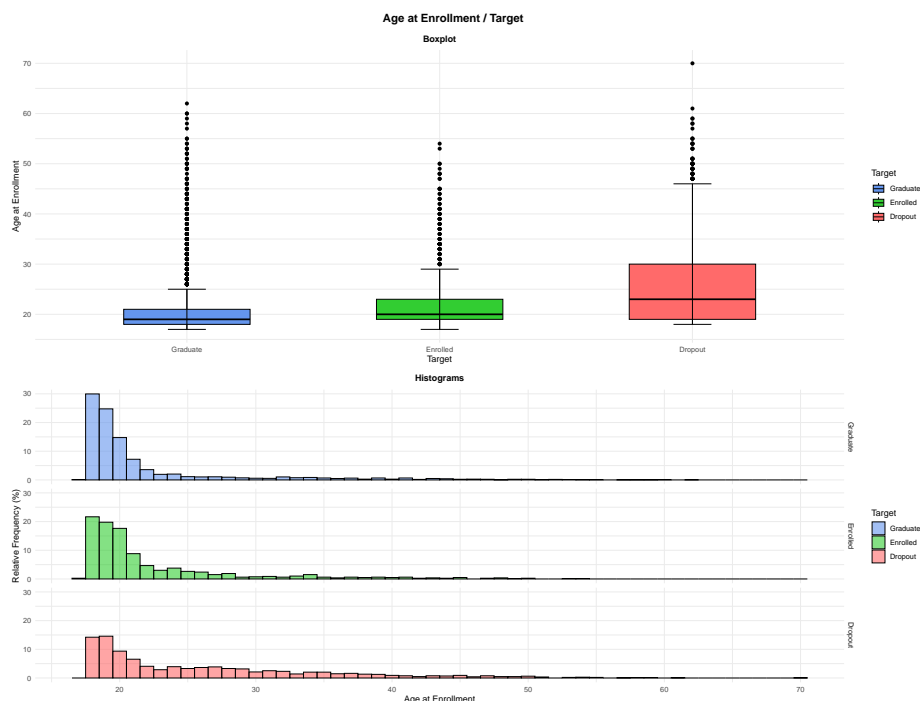 Age at Enrollment / Target
Boxplot
70
60
50
40
30
20
Age at Enrollment
Graduate
Enrolled
Dropout
Target
Target
Graduate
Enrolled
Dropout
Histograms
30
20
10
0
Graduate
30
20
10
0
Enrolled
30
20
10
0
Dropout
Relative Frequency (%)
20
30
40
50
60
70
Age at Enrollment
Target
Graduate
Enrolled
Dropout